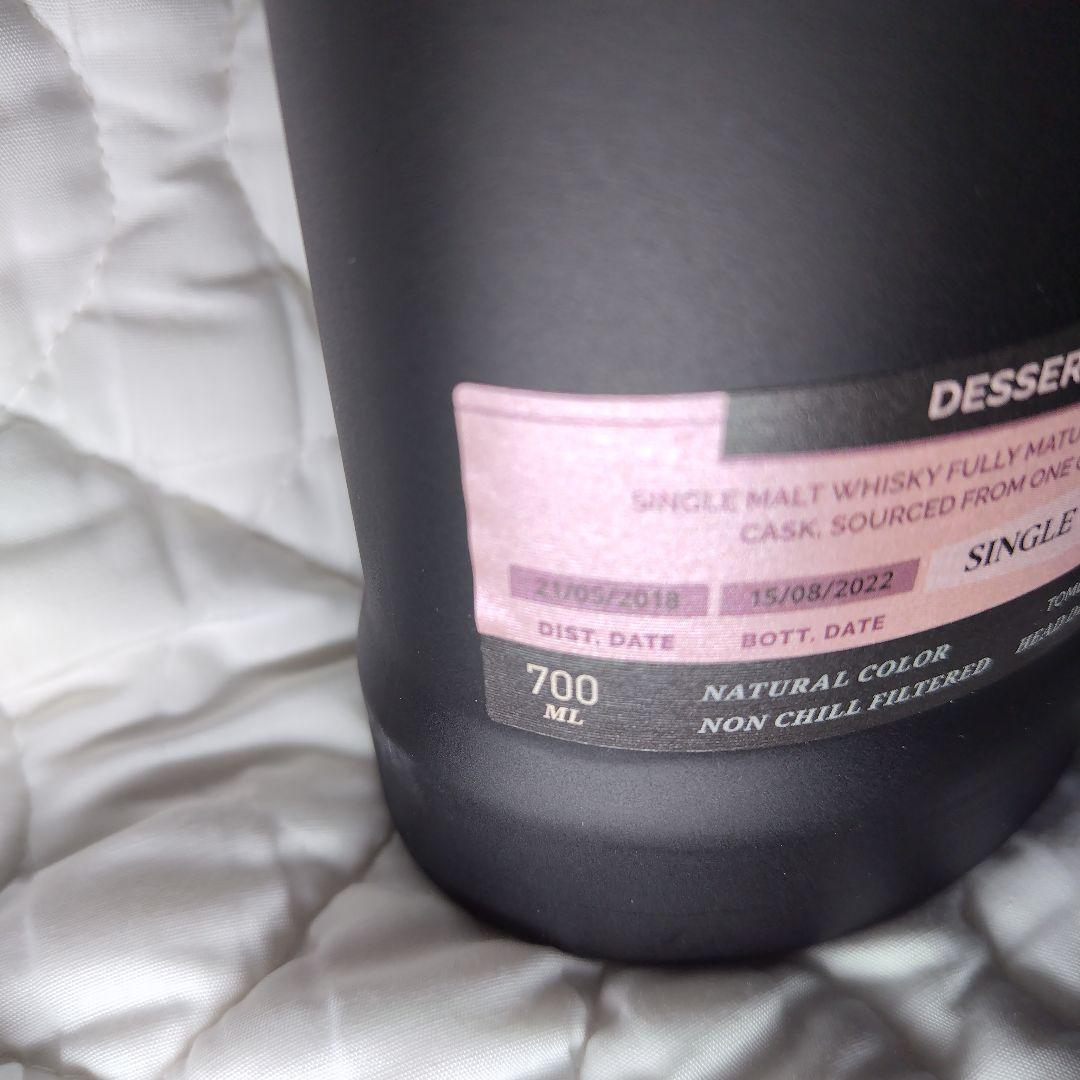 DESSER
SINGLE MALT WHISKY FULLY MATU
CASK, SOURCED FROM ONE
SINGLE
21/05/2018 15/08/2022
DIST. DATE BOTT. DATE
700
ML
NATURAL COLOR
NON CHILL FILTERED